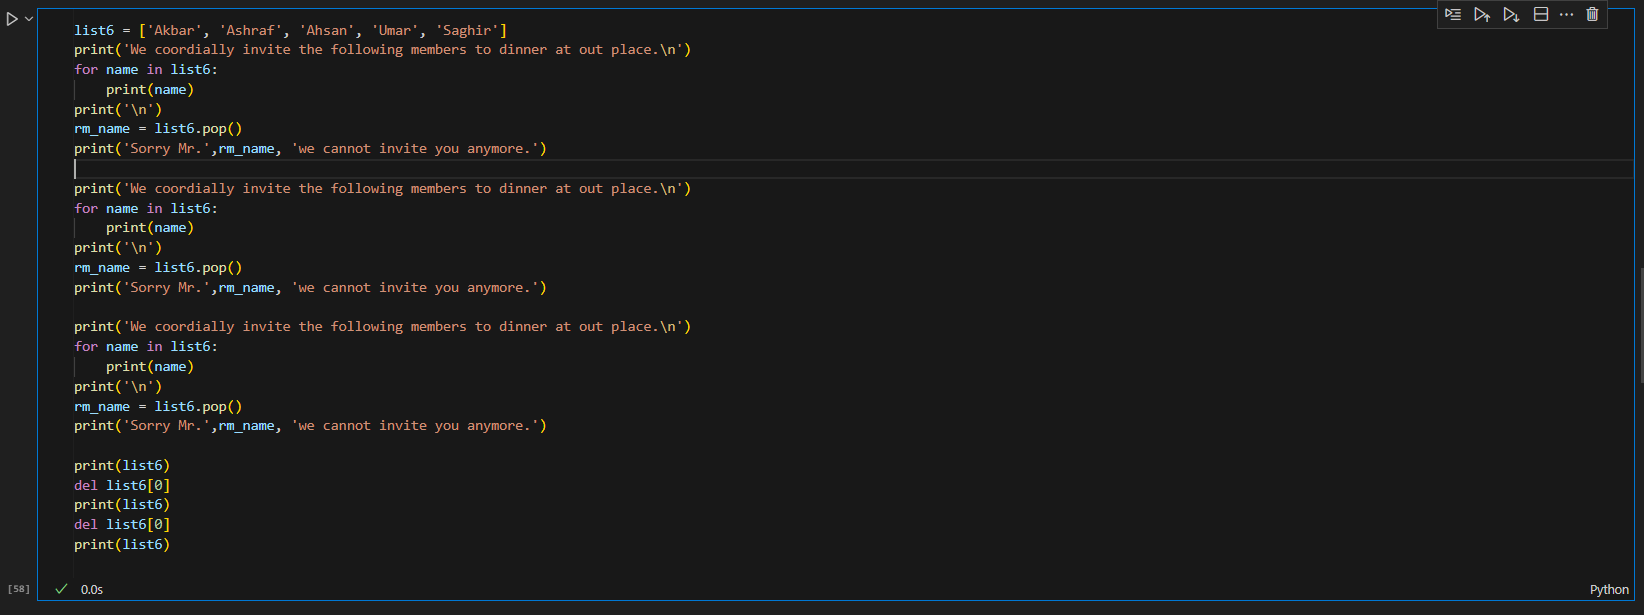 list6 = ['Akbar', 'Ashraf', 'Ahsan', 'Umar', 'Saghir']
print('We coordially invite the following members to dinner at out place.\n')
for name in list6:
    print(name)
print('\n')
rm_name = list6.pop()
print('Sorry Mr.',rm_name, 'we cannot invite you anymore.')

print('We coordially invite the following members to dinner at out place.\n')
for name in list6:
    print(name)
print('\n')
rm_name = list6.pop()
print('Sorry Mr.',rm_name, 'we cannot invite you anymore.')

print('We coordially invite the following members to dinner at out place.\n')
for name in list6:
    print(name)
print('\n')
rm_name = list6.pop()
print('Sorry Mr.',rm_name, 'we cannot invite you anymore.')

print(list6)
del list6[0]
print(list6)
del list6[0]
print(list6)
[58] 0.0s Python